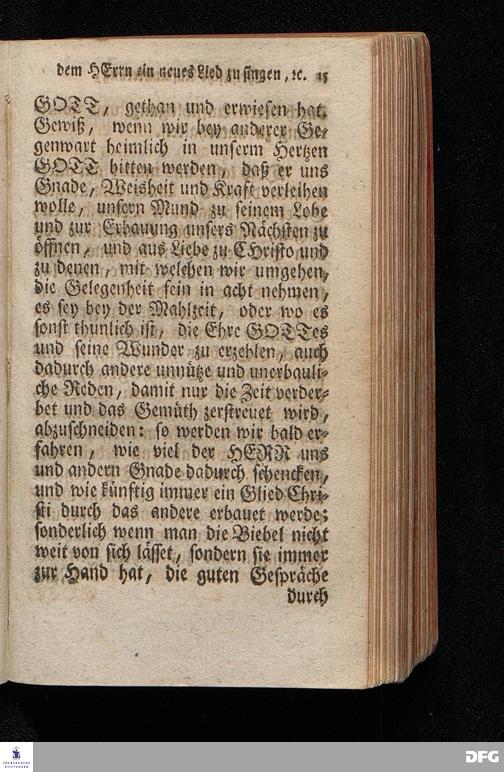 dem HErrn ein neues Lied zu singen, ꝛc. 15
GOTT, gethan und erwiesen hat.
Gewiß, wenn wir bey anderer Ge-
genwart heimlich in unserm Hertzen
GOTT bitten werden, daß er uns
Gnade, Weisheit und Kraft verleihen
wolle, unsern Mund zu seinem Lobe
und zur Erbauung unsers Nächsten zu
öffnen, und aus Liebe zu CHristo und
zu denen, mit welchen wir umgehen,
die Gelegenheit fein in acht nehmen,
es sey bey der Mahlzeit, oder wo es
sonst thunlich ist, die Ehre GOTTes
und seine Wunder zu erzehlen, auch
dadurch andere unnütze und unerbauli-
che Reden, damit nur die Zeit verder-
bet und das Gemüth zerstreuet wird,
abzuschneiden: so werden wir bald er-
fahren, wie viel der HERR uns
und andern Gnade dadurch schencken,
und wie künftig immer ein Glied Chri-
sti durch das andere erbauet werde;
sonderlich wenn man die Biebel nicht
weit von sich lässet, sondern sie immer
zur Hand hat, die guten Gespräche
durch
FRANCKESCHE
STIFTUNGEN
DFG